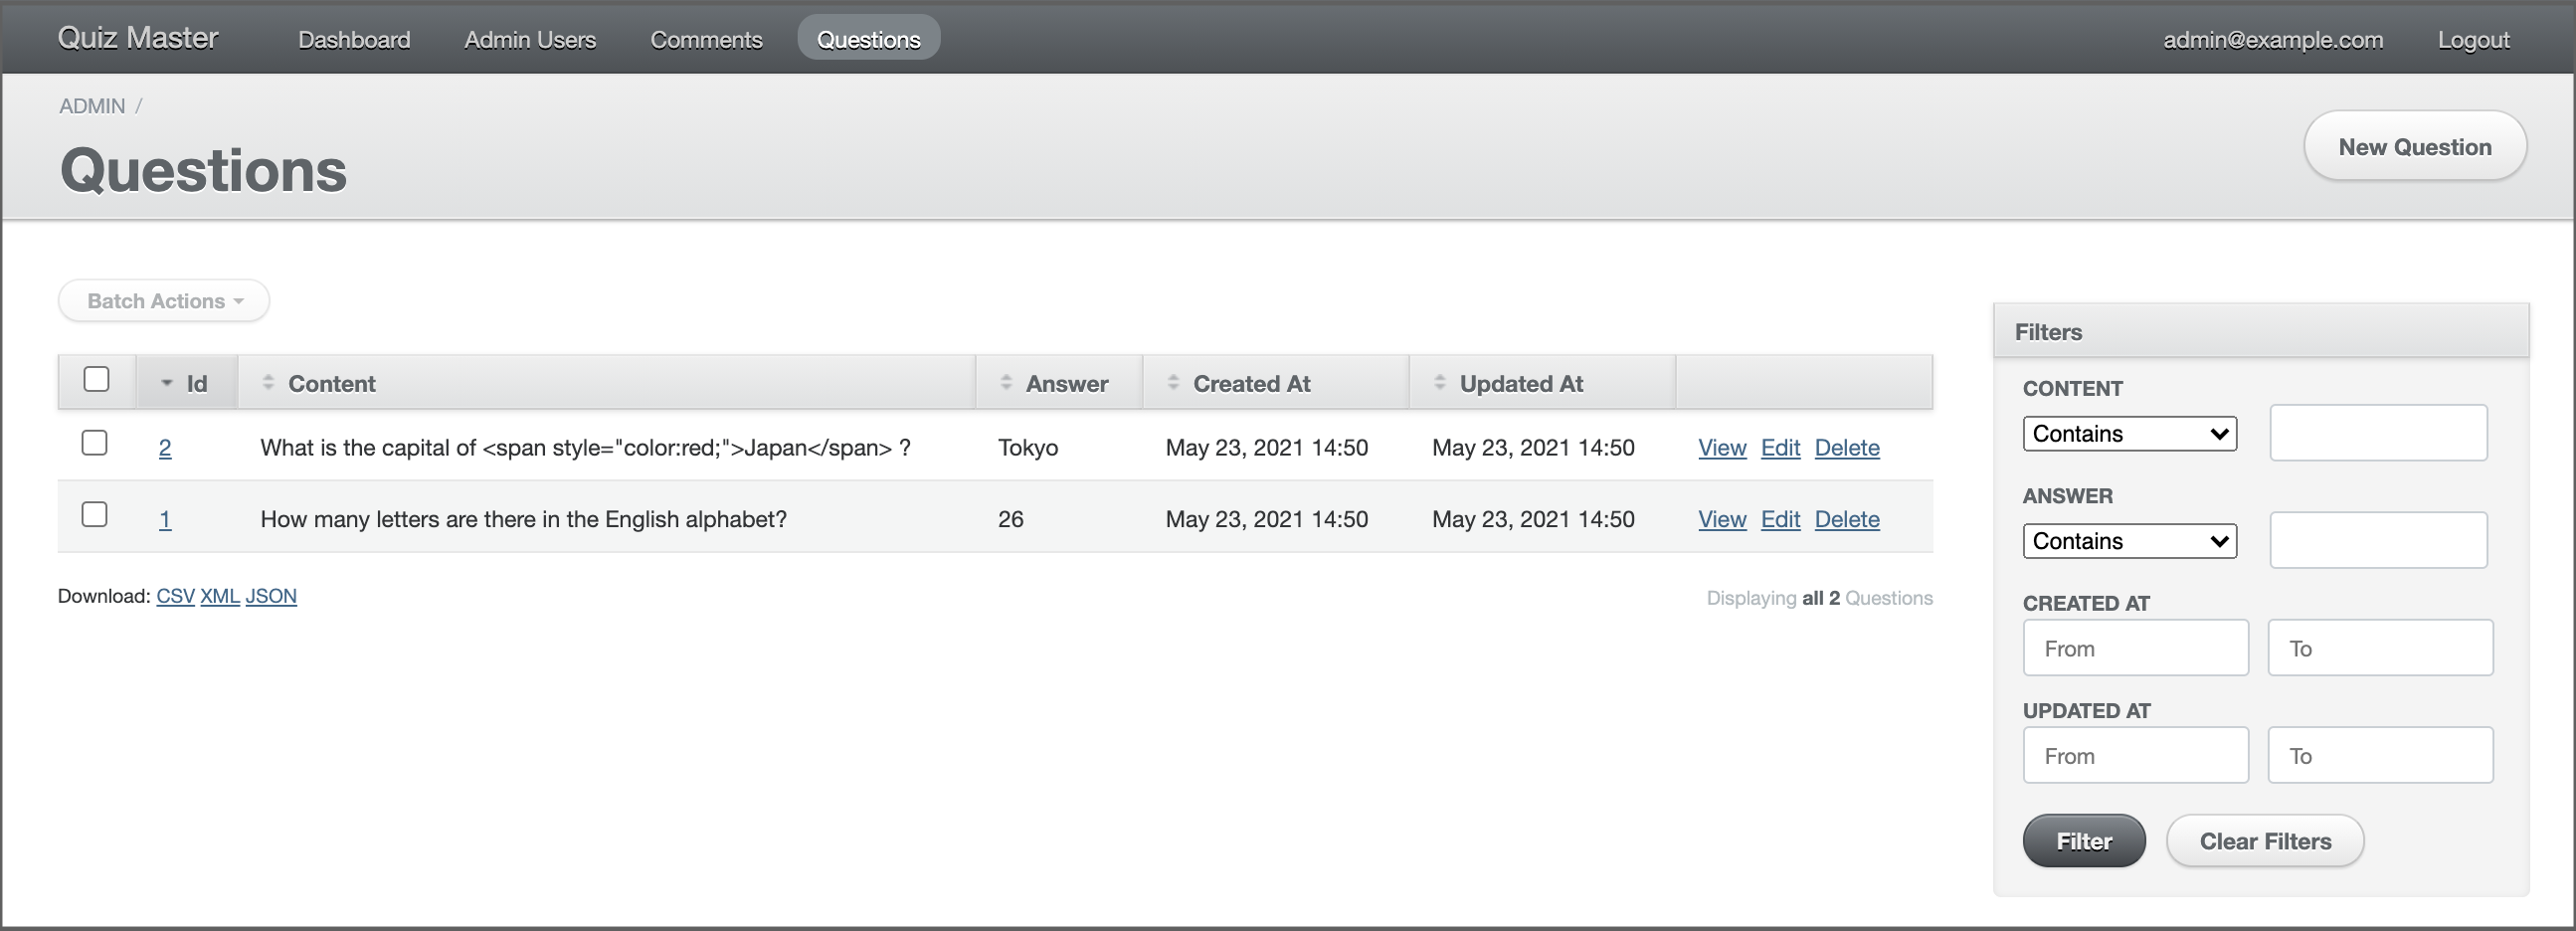 Quiz Master Dashboard Admin Users Comments Questions admin@example.com Logout
ADMIN /
Questions
New Question
Batch Actions
Id Content Answer Created At Updated At
2 What is the capital of <span style="color:red;">Japan</span> ? Tokyo May 23, 2021 14:50 May 23, 2021 14:50 View Edit Delete
1 How many letters are there in the English alphabet? 26 May 23, 2021 14:50 May 23, 2021 14:50 View Edit Delete
Download: CSV XML JSON
Displaying all 2 Questions
Filters
CONTENT
Contains
ANSWER
Contains
CREATED AT
From To
UPDATED AT
From To
Filter Clear Filters